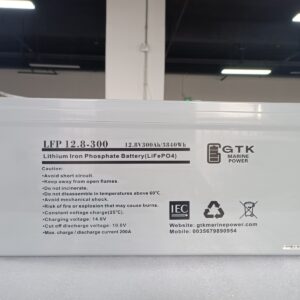 LFP 12.8-300
12.8V300Ah/3840Wh
Lithium Iron Phosphate Battery(LiFePO4)
GTK
MARINE
POWER
Caution:
•Avoid short circuit.
•Keep away from open flames.
•Do not incinerate.
•Do not disassemble in temperatures above 60℃.
•Avoid mechanical shock.
•Risk of fire or explosion that may cause burns.
•Constant voltage charge(25℃).
•Charging voltage: 14.6V
•Cut off discharge voltage: 10.0V
•Max. charge / discharge current 200A
IEC
Website: gtkmarinepower.com
Mobile 0035679890954